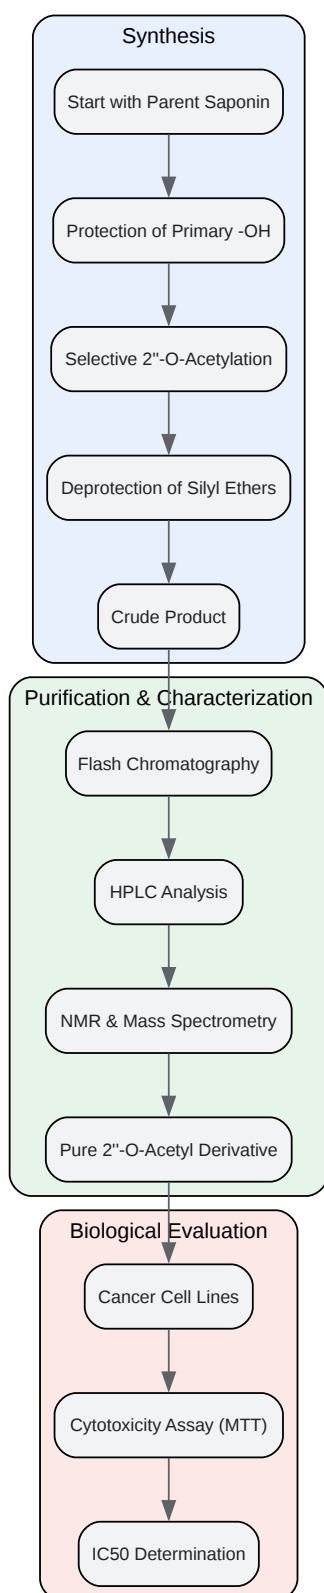 Synthesis
Start with Parent Saponin
Protection of Primary -OH
Selective 2''-O-Acetylation
Deprotection of Silyl Ethers
Crude Product
Purification & Characterization
Flash Chromatography
HPLC Analysis
NMR & Mass Spectrometry
Pure 2''-O-Acetyl Derivative
Biological Evaluation
Cancer Cell Lines
Cytotoxicity Assay (MTT)
IC50 Determination